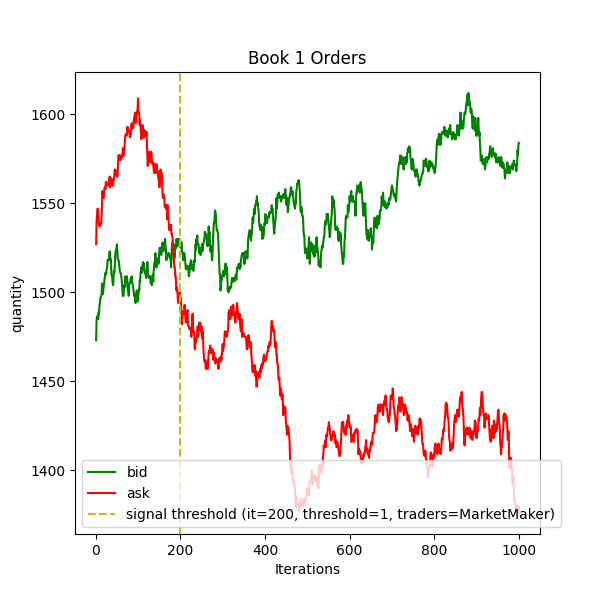 Book 1 Orders
1600
1550
1500
1450
1400
quantity
bid
ask
signal threshold (it=200, threshold=1, traders=MarketMaker)
0
200
400
600
800
1000
Iterations